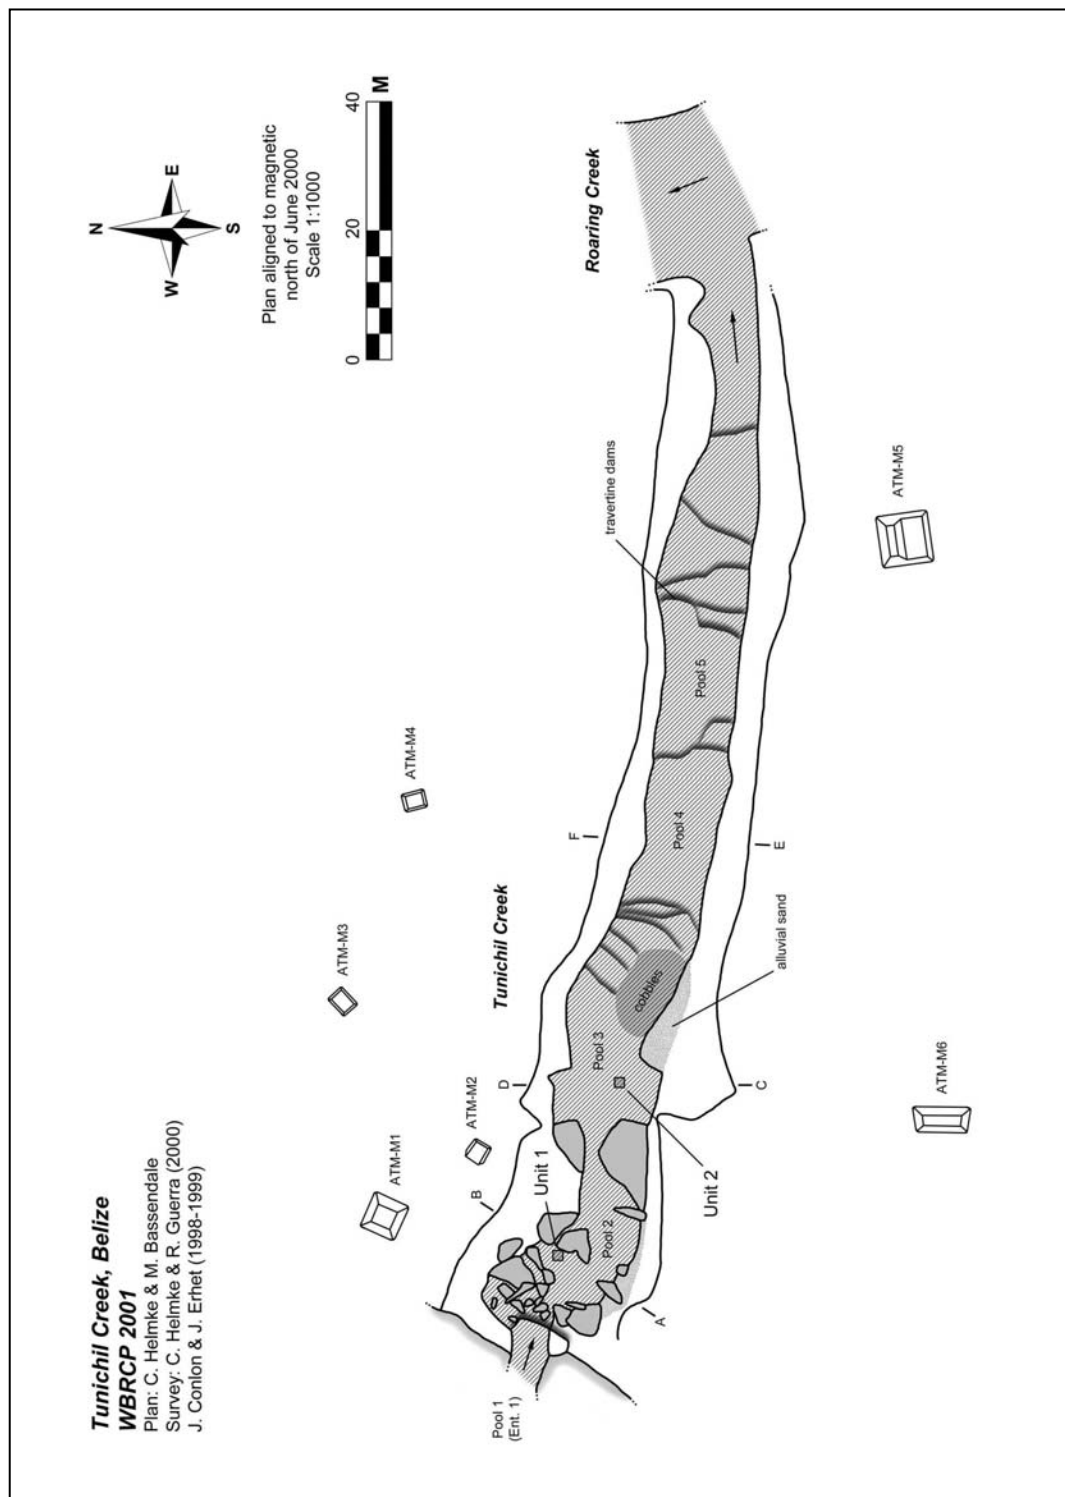 Tunichil Creek, Belize
WBRCP 2001
Plan: C. Helmke & M. Bassendale
Survey: C. Helmke & R. Guerra (2000)
J. Conlon & J. Erhet (1998-1999)
N
W
E
S
Plan aligned to magnetic
north of June 2000
Scale 1:1000
0
20
40
M
ATM-M3
ATM-M4
ATM-M1
ATM-M2
Tunichil Creek
Roaring Creek
B
D
F
Unit 1
travertine dams
Pool 1
(Ent. 1)
Pool 2
Pool 3
cobbles
Pool 4
Pool 5
A
Unit 2
C
E
alluvial sand
ATM-M6
ATM-M5